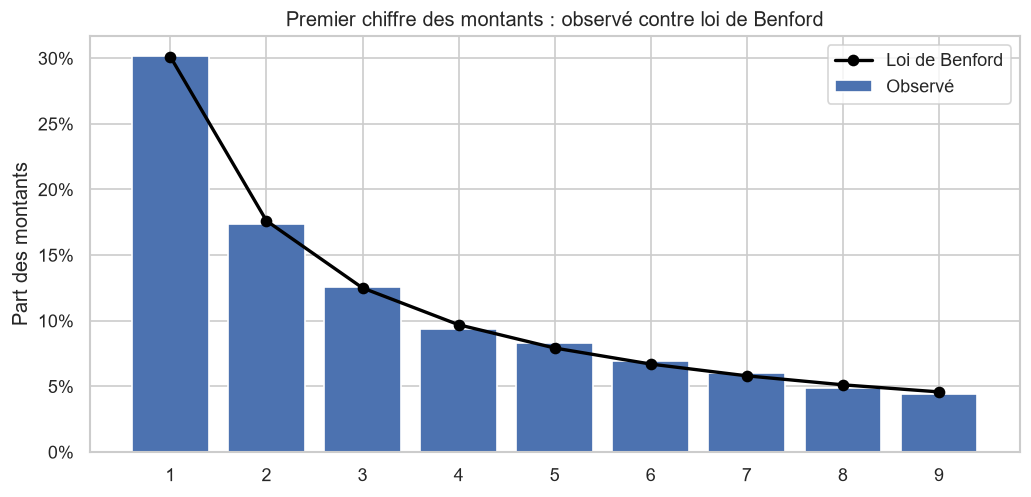 Premier chiffre des montants : observé contre loi de Benford
Loi de Benford
Observé
Part des montants
30%
25%
20%
15%
10%
5%
0%
1 2 3 4 5 6 7 8 9